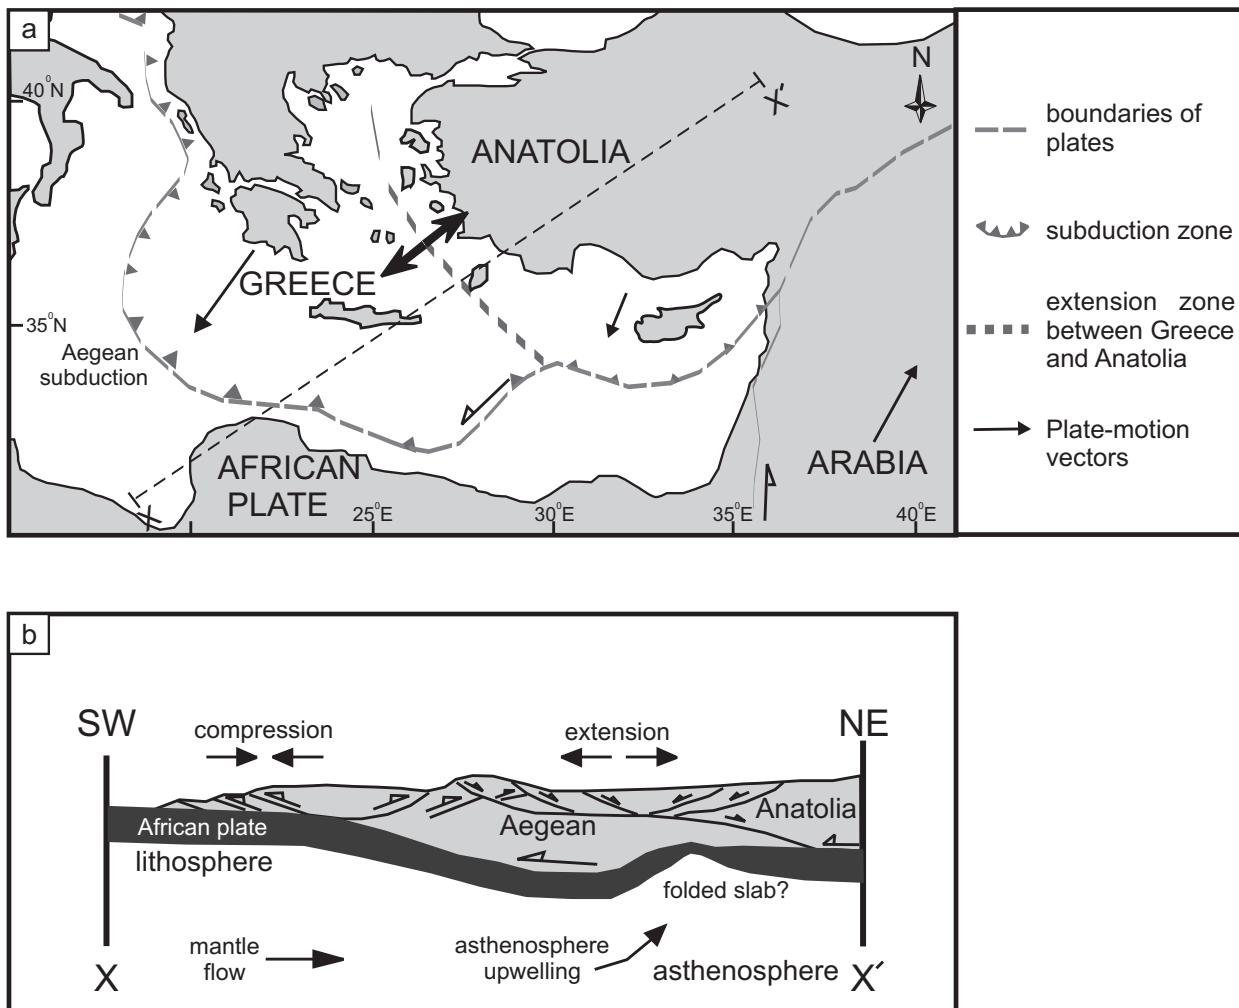 a
N
40°N
X'
ANATOLIA
GREECE
35°N
Aegean
subduction
AFRICAN
PLATE
ARABIA
X
25°E
30°E
35°E
40°E
boundaries of
plates
subduction zone
extension zone
between Greece
and Anatolia
Plate-motion
vectors
b
SW
NE
compression
extension
African plate
Aegean
Anatolia
lithosphere
folded slab?
mantle
flow
asthenosphere
upwelling
asthenosphere
X
X′